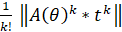 1/k! ‖A(θ)^k * t^k‖